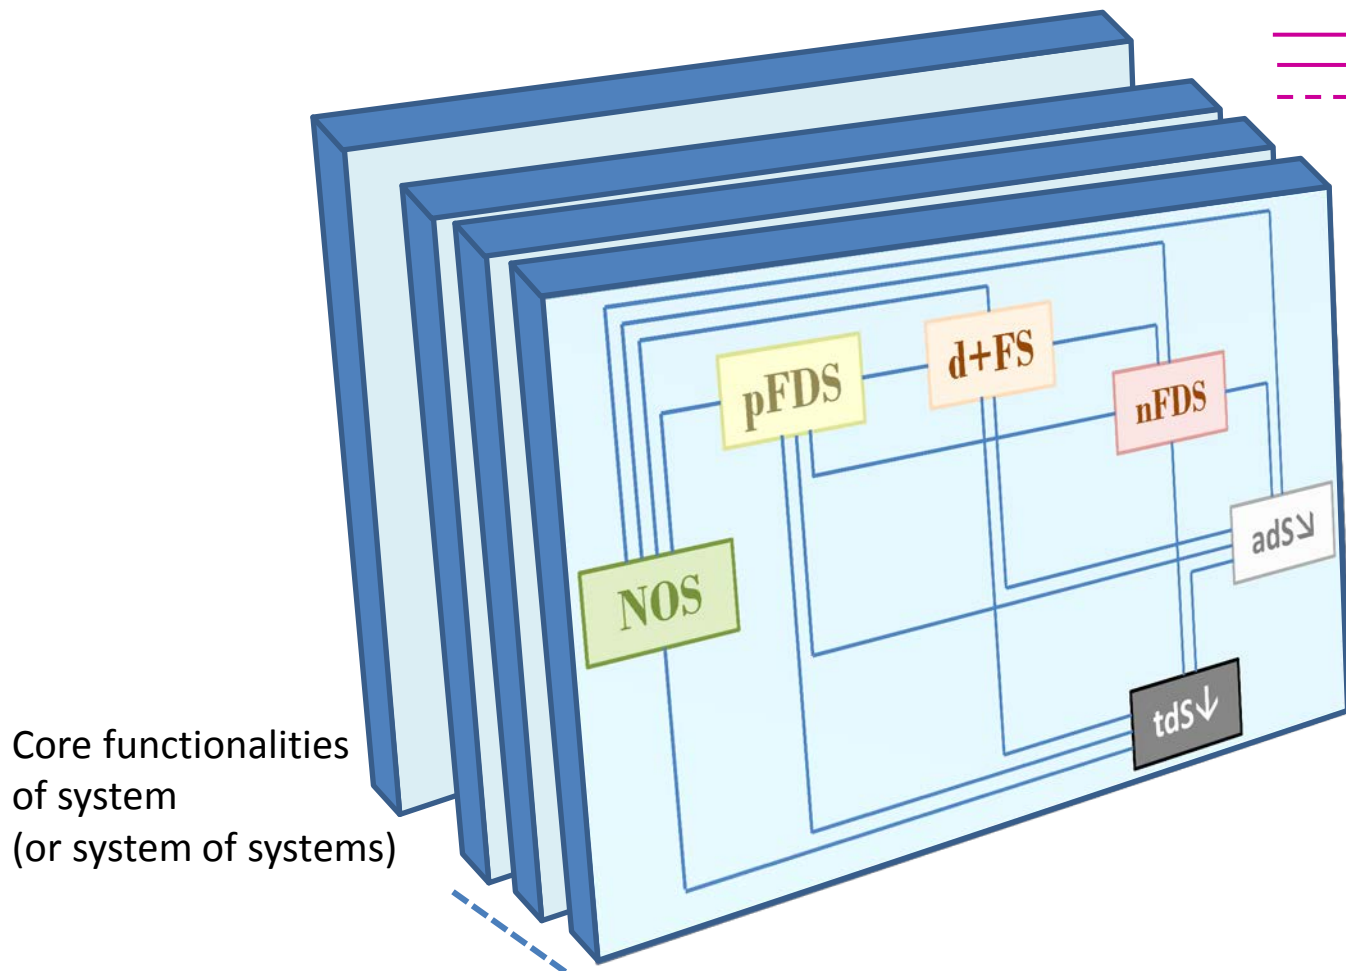 d+FS
pFDS
nFDS
adS↘
NOS
tdS↓
Core functionalities
of system
(or system of systems)